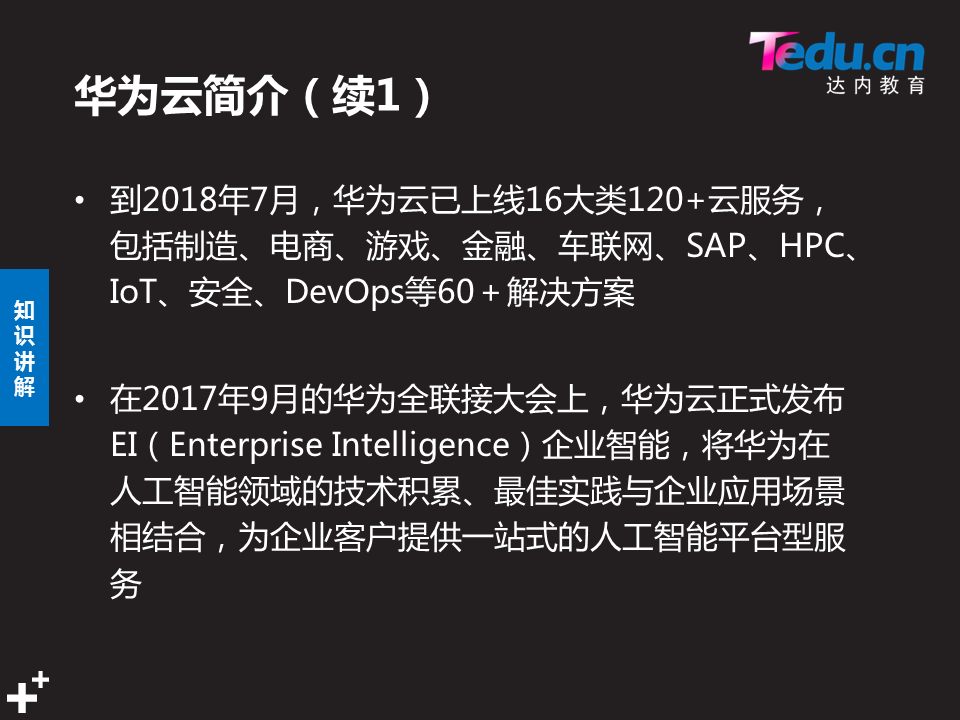 Tedu.cn
达内教育
华为云简介（续1）
• 到2018年7月，华为云已上线16大类120+云服务，
包括制造、电商、游戏、金融、车联网、SAP、HPC、
IoT、安全、DevOps等60＋解决方案
知识讲解
• 在2017年9月的华为全联接大会上，华为云正式发布
EI（Enterprise Intelligence）企业智能，将华为在
人工智能领域的技术积累、最佳实践与企业应用场景
相结合，为企业客户提供一站式的人工智能平台型服
务